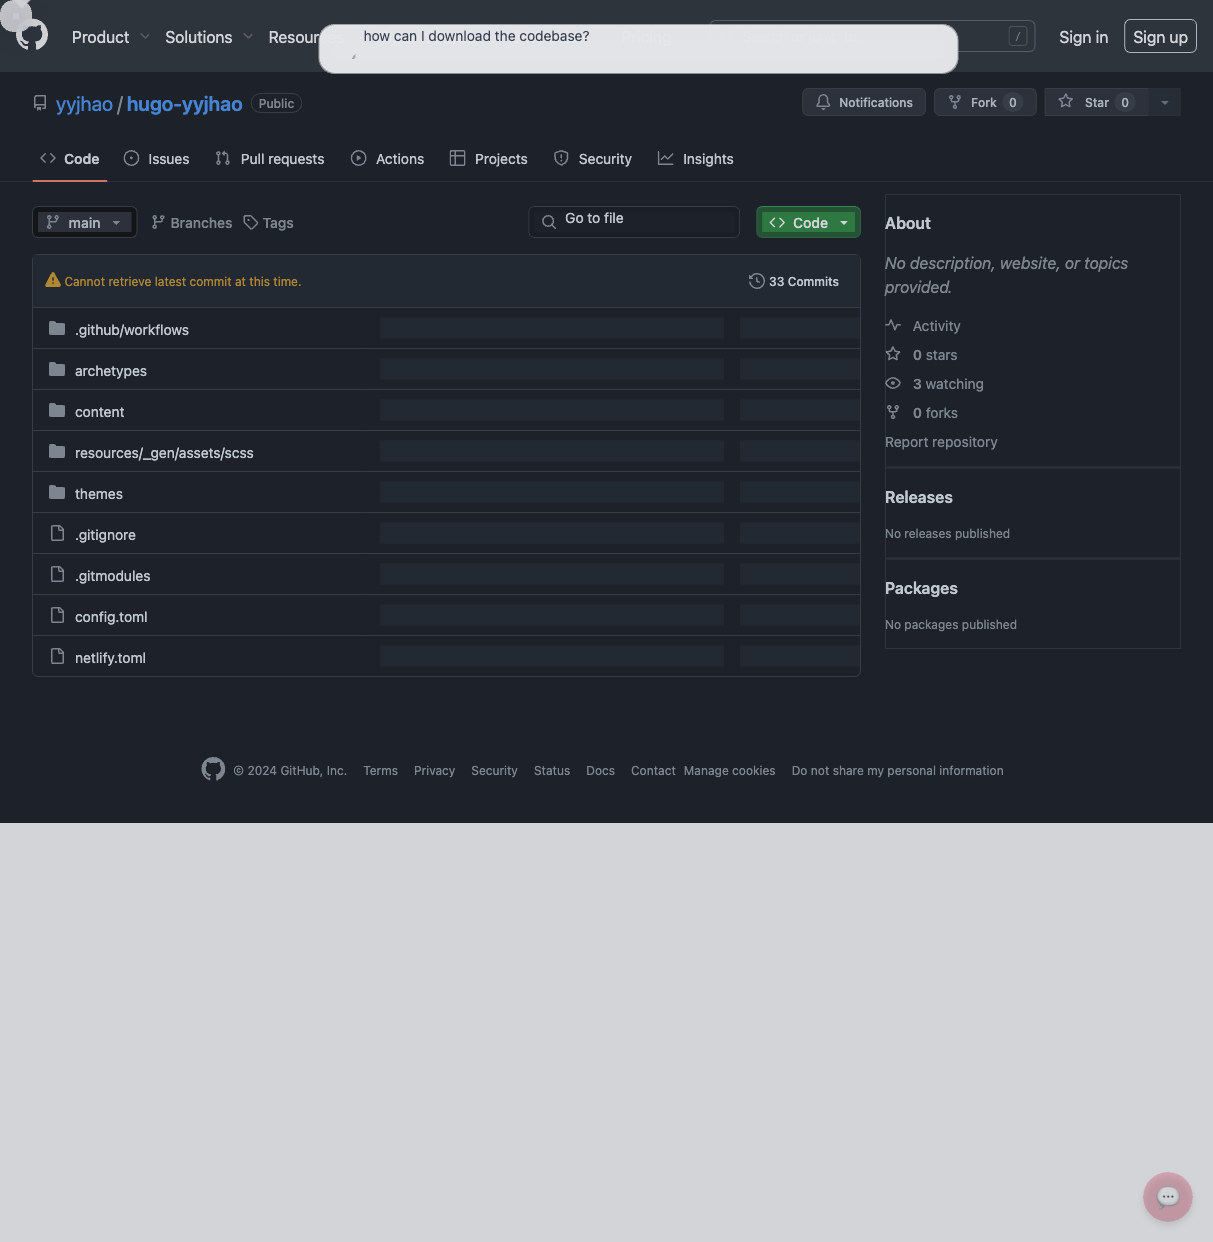 Product
Solutions
how can I download the codebase?
/
Sign in
Sign up
yyjhao / hugo-yyjhao
Public
Notifications
Fork 0
Star 0
Code
Issues
Pull requests
Actions
Projects
Security
Insights
main
Branches
Tags
Go to file
Code
Cannot retrieve latest commit at this time.
33 Commits
.github/workflows
archetypes
content
resources/_gen/assets/scss
themes
.gitignore
.gitmodules
config.toml
netlify.toml
About
No description, website, or topics
provided.
Activity
0 stars
3 watching
0 forks
Report repository
Releases
No releases published
Packages
No packages published
© 2024 GitHub, Inc.
Terms
Privacy
Security
Status
Docs
Contact
Manage cookies
Do not share my personal information